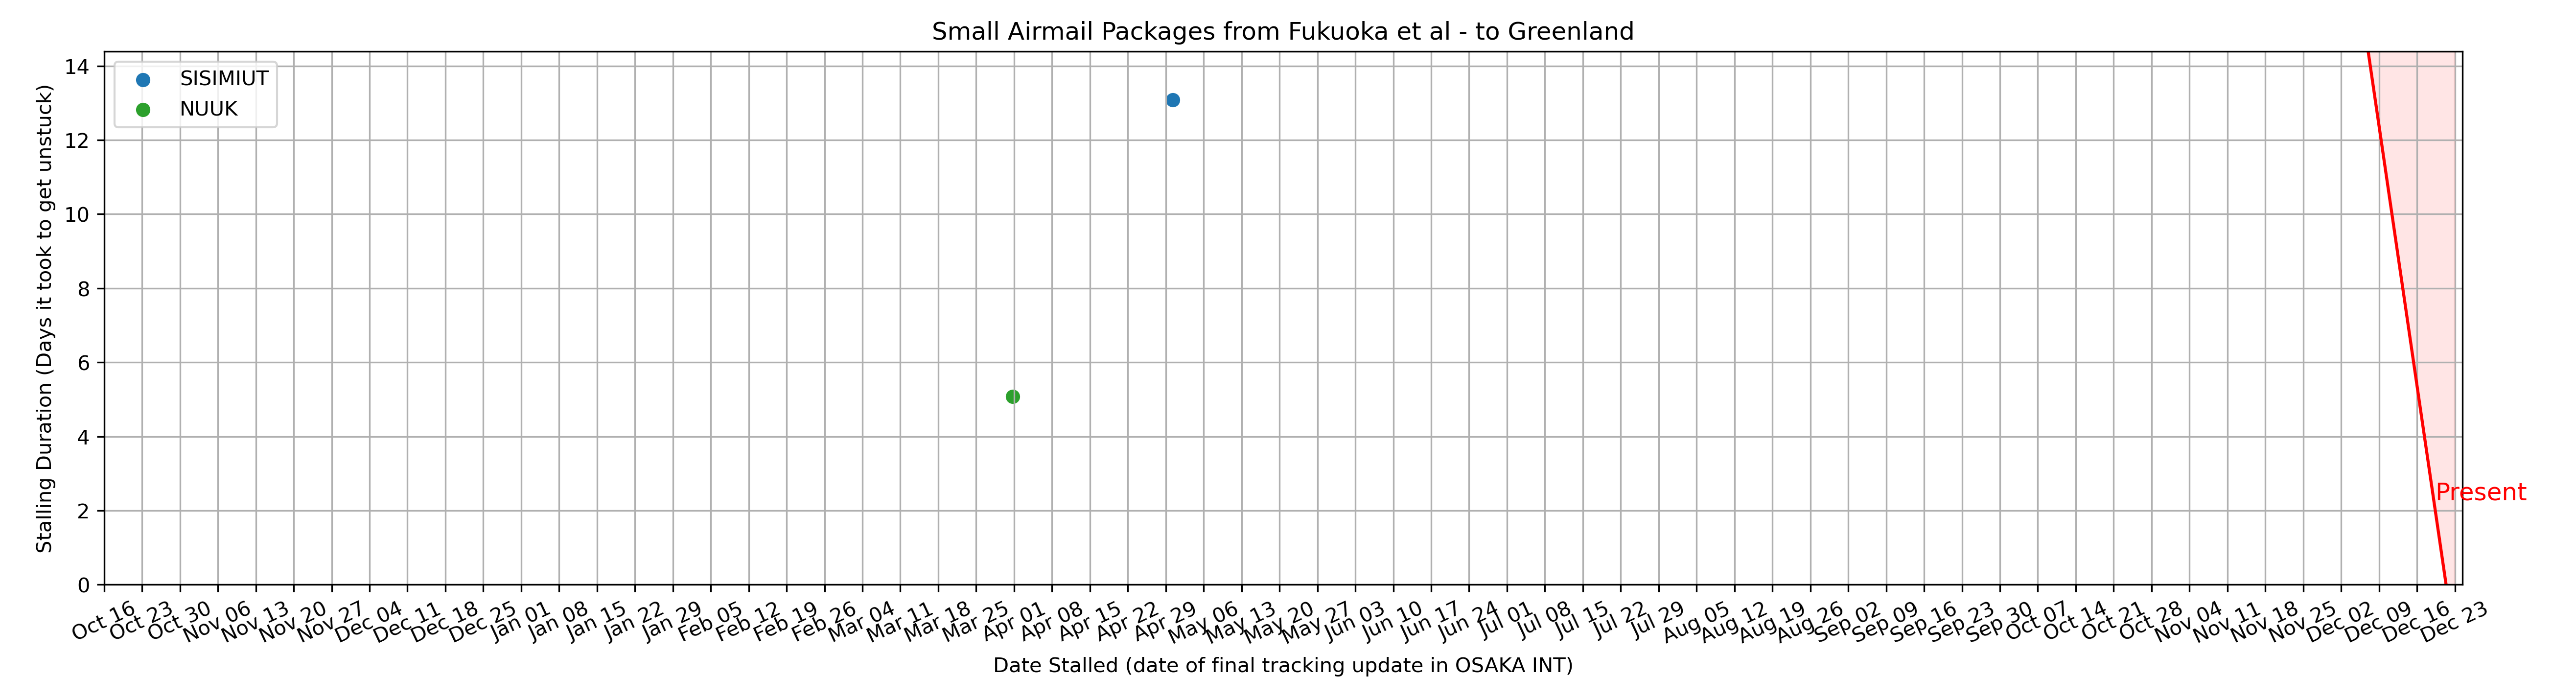 Small Airmail Packages from Fukuoka et al - to Greenland
Stalling Duration (Days it took to get unstuck)
14
12
10
8
6
4
2
0
SISIMIUT
NUUK
Present
Oct 16
Oct 23
Oct 30
Nov 06
Nov 13
Nov 20
Nov 27
Dec 04
Dec 11
Dec 18
Dec 25
Jan 01
Jan 08
Jan 15
Jan 22
Jan 29
Feb 05
Feb 12
Feb 19
Feb 26
Mar 04
Mar 11
Mar 18
Mar 25
Apr 01
Apr 08
Apr 15
Apr 22
Apr 29
May 06
May 13
May 20
May 27
Jun 03
Jun 10
Jun 17
Jun 24
Jul 01
Jul 08
Jul 15
Jul 22
Jul 29
Aug 05
Aug 12
Aug 19
Aug 26
Sep 02
Sep 09
Sep 16
Sep 23
Sep 30
Oct 07
Oct 14
Oct 21
Oct 28
Nov 04
Nov 11
Nov 18
Nov 25
Dec 02
Dec 09
Dec 16
Dec 23
Date Stalled (date of final tracking update in OSAKA INT)